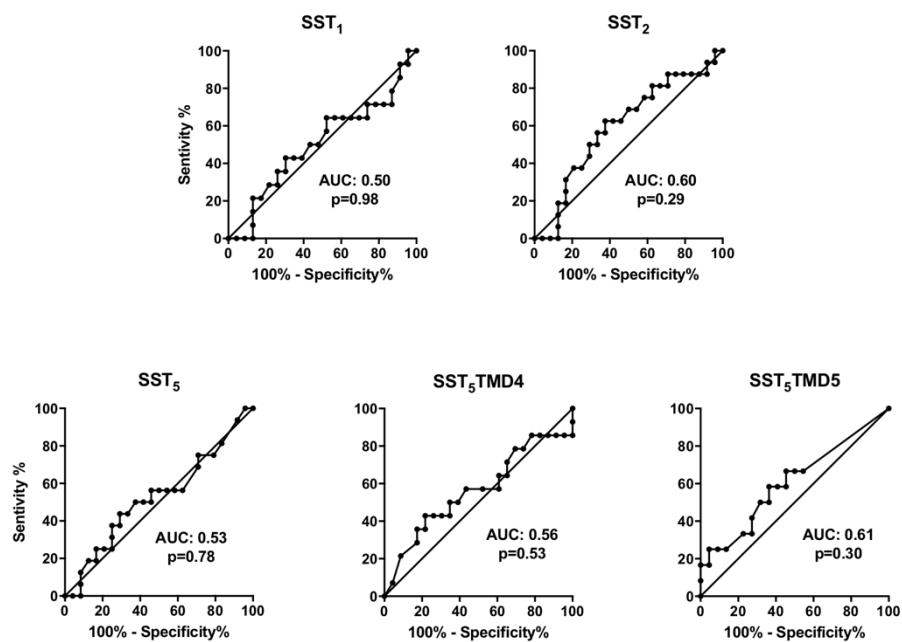 SST₁
SST₂
100
80
60
40
20
0
Sentivity %
0 20 40 60 80 100
100% - Specificity%
AUC: 0.50
p=0.98
100
80
60
40
20
0
0 20 40 60 80 100
100% - Specificity%
AUC: 0.60
p=0.29
SST₅
SST₅TMD4
SST₅TMD5
100
80
60
40
20
0
Sentivity %
0 20 40 60 80 100
100% - Specificity%
AUC: 0.53
p=0.78
100
80
60
40
20
0
0 20 40 60 80 100
100% - Specificity%
AUC: 0.56
p=0.53
100
80
60
40
20
0
0 20 40 60 80 100
100% - Specificity%
AUC: 0.61
p=0.30